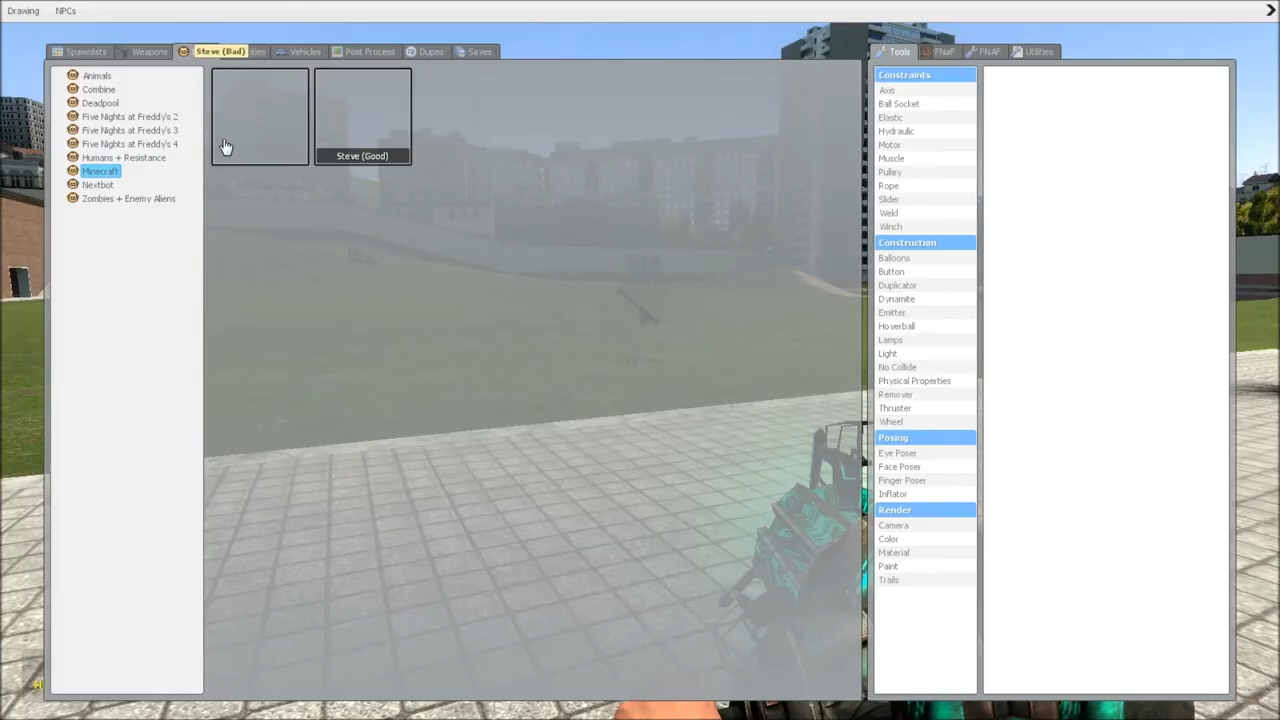 Drawing NPCs
Spawnlists Weapons Steve (Bad) ities Vehicles Post Process Dupes Saves
Animals
Combine
Deadpool
Five Nights at Freddy's 2
Five Nights at Freddy's 3
Five Nights at Freddy's 4
Humans + Resistance
Minecraft
Nextbot
Zombies + Enemy Aliens
Steve (Good)
Tools FNaF FNAF Utilities
Constraints
Axis
Ball Socket
Elastic
Hydraulic
Motor
Muscle
Pulley
Rope
Slider
Weld
Winch
Construction
Balloons
Button
Duplicator
Dynamite
Emitter
Hoverball
Lamps
Light
No Collide
Physical Properties
Remover
Thruster
Wheel
Posing
Eye Poser
Face Poser
Finger Poser
Inflator
Render
Camera
Color
Material
Paint
Trails